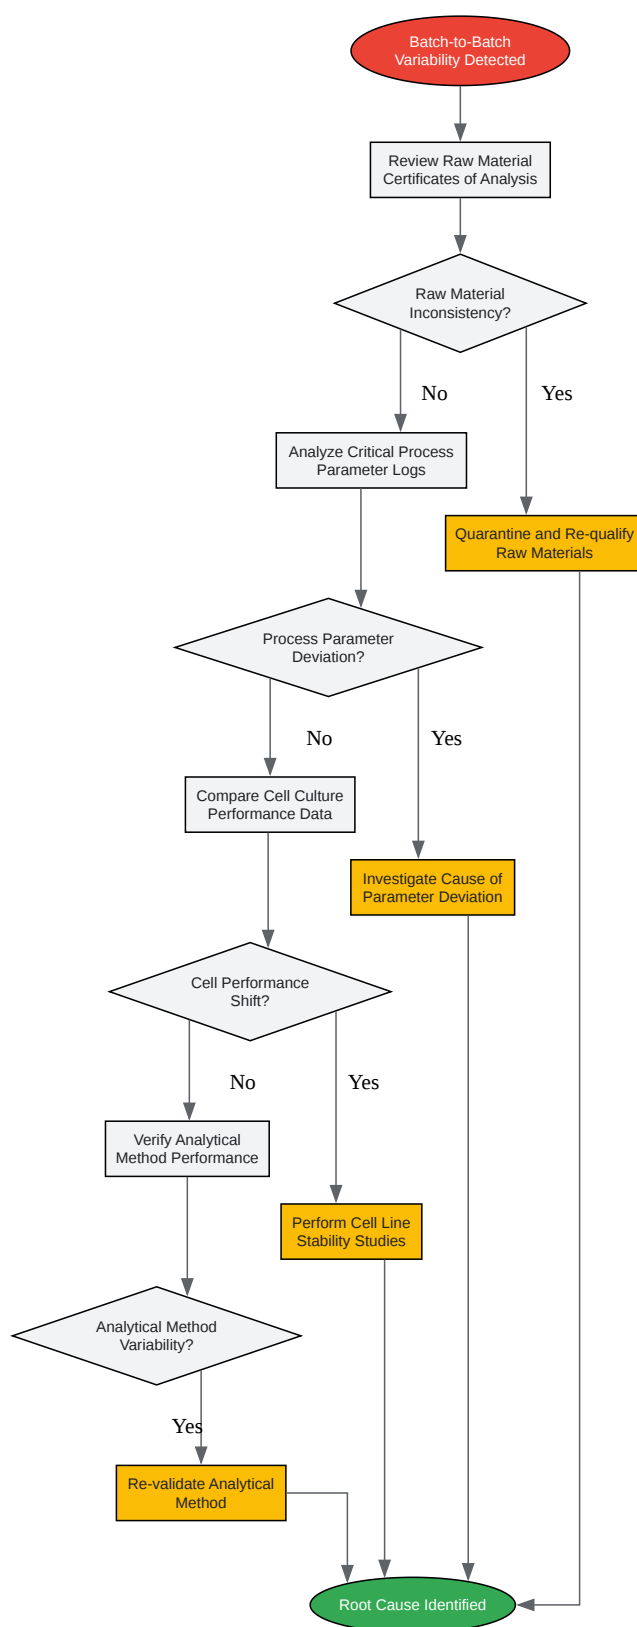 Batch-to-Batch
Variability Detected
Review Raw Material
Certificates of Analysis
Raw Material
Inconsistency?
No
Yes
Analyze Critical Process
Parameter Logs
Quarantine and Re-qualify
Raw Materials
Process Parameter
Deviation?
No
Yes
Compare Cell Culture
Performance Data
Investigate Cause of
Parameter Deviation
Cell Performance
Shift?
No
Yes
Verify Analytical
Method Performance
Perform Cell Line
Stability Studies
Analytical Method
Variability?
Yes
Re-validate Analytical
Method
Root Cause Identified